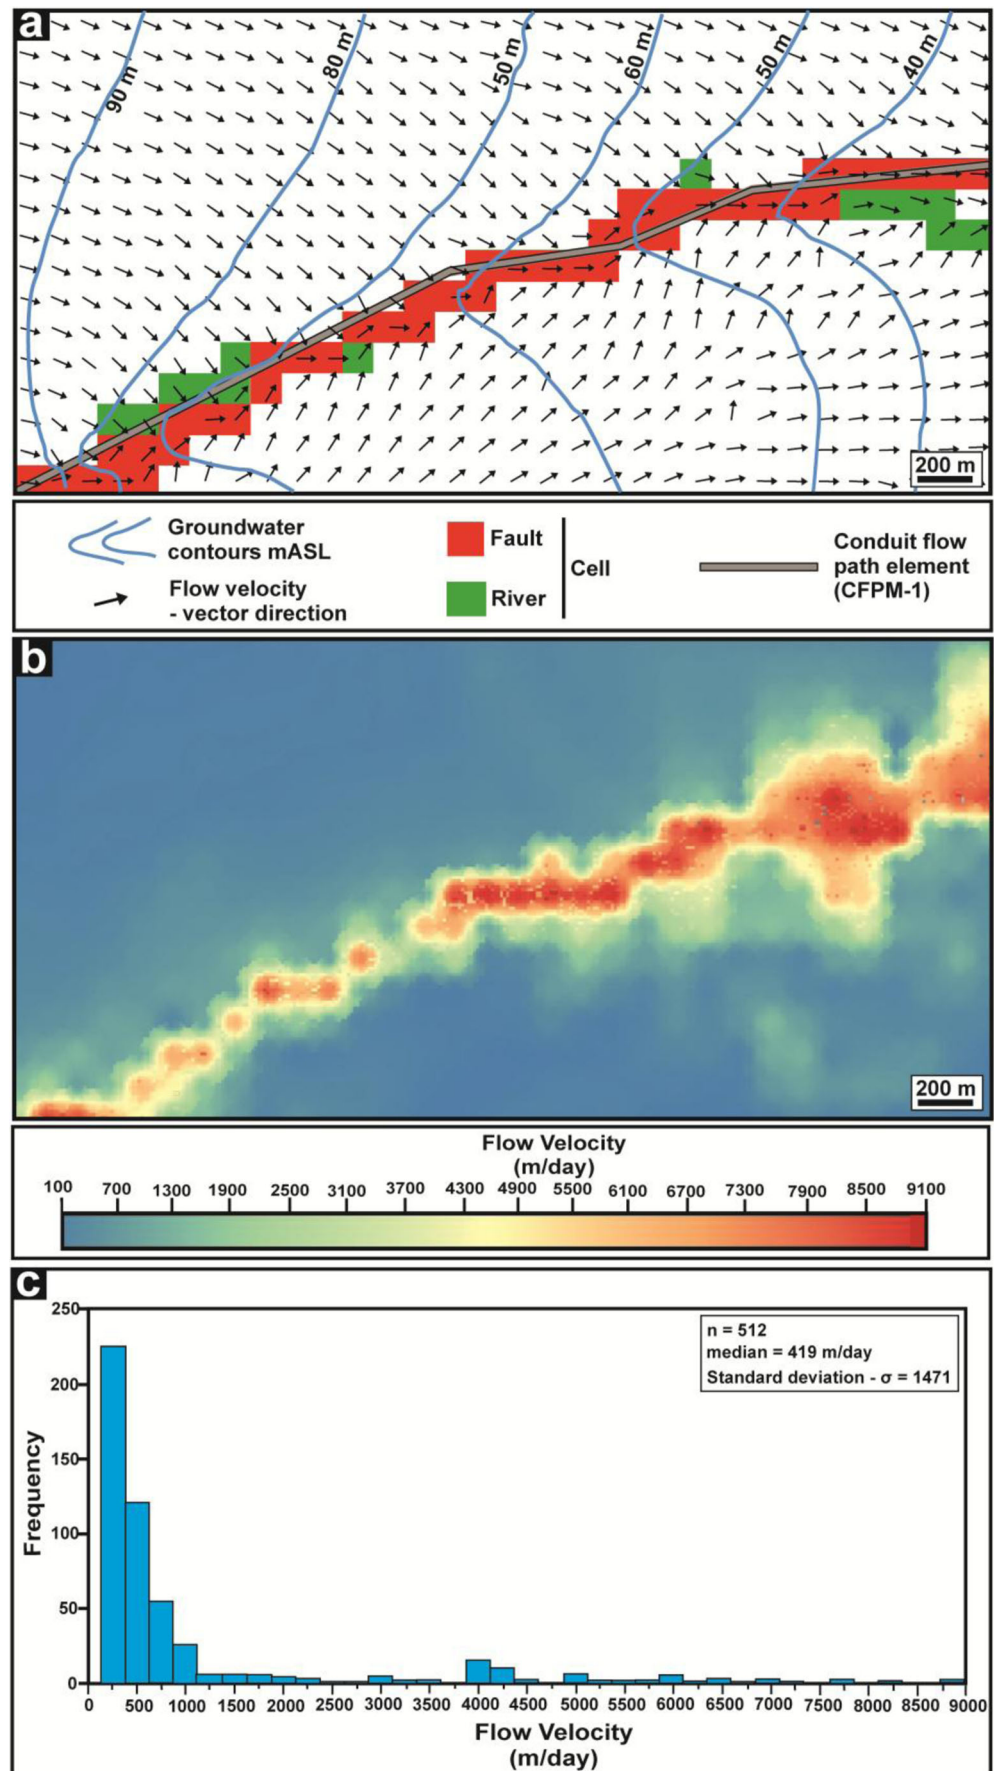 a
90 m
80 m
50 m
60 m
50 m
40 m
200 m
Groundwater
contours mASL
Flow velocity
- vector direction
Fault
River
Cell
Conduit flow
path element
(CFPM-1)
b
200 m
Flow Velocity
(m/day)
100 700 1300 1900 2500 3100 3700 4300 4900 5500 6100 6700 7300 7900 8500 9100
c
250
200
150
100
50
0
Frequency
n = 512
median = 419 m/day
Standard deviation - σ = 1471
0 500 1000 1500 2000 2500 3000 3500 4000 4500 5000 5500 6000 6500 7000 7500 8000 8500 9000
Flow Velocity
(m/day)